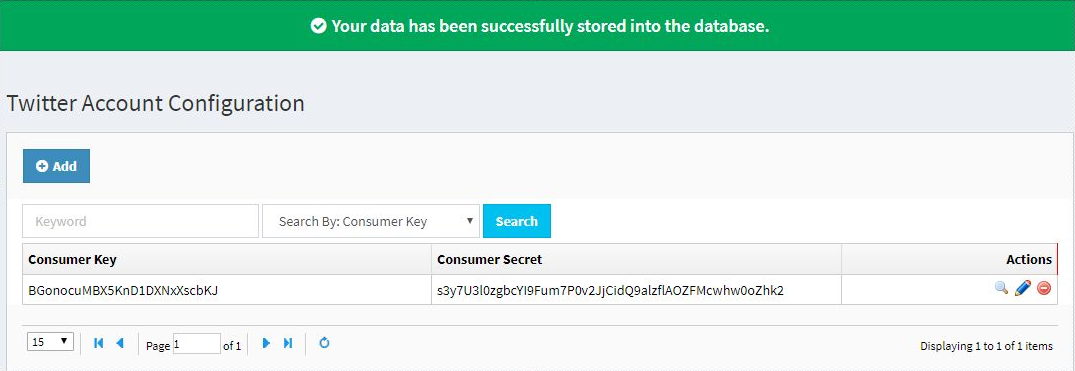 Your data has been successfully stored into the database.
Twitter Account Configuration
Add
Keyword Search By: Consumer Key Search
Consumer Key Consumer Secret Actions
BGonocuMBX5KnD1DXNxXscbKJ s3y7U3l0zgbcYI9Fum7P0v2JjCidQ9alzflAOZFMcwhw0oZhk2
15 Page 1 of 1 Displaying 1 to 1 of 1 items